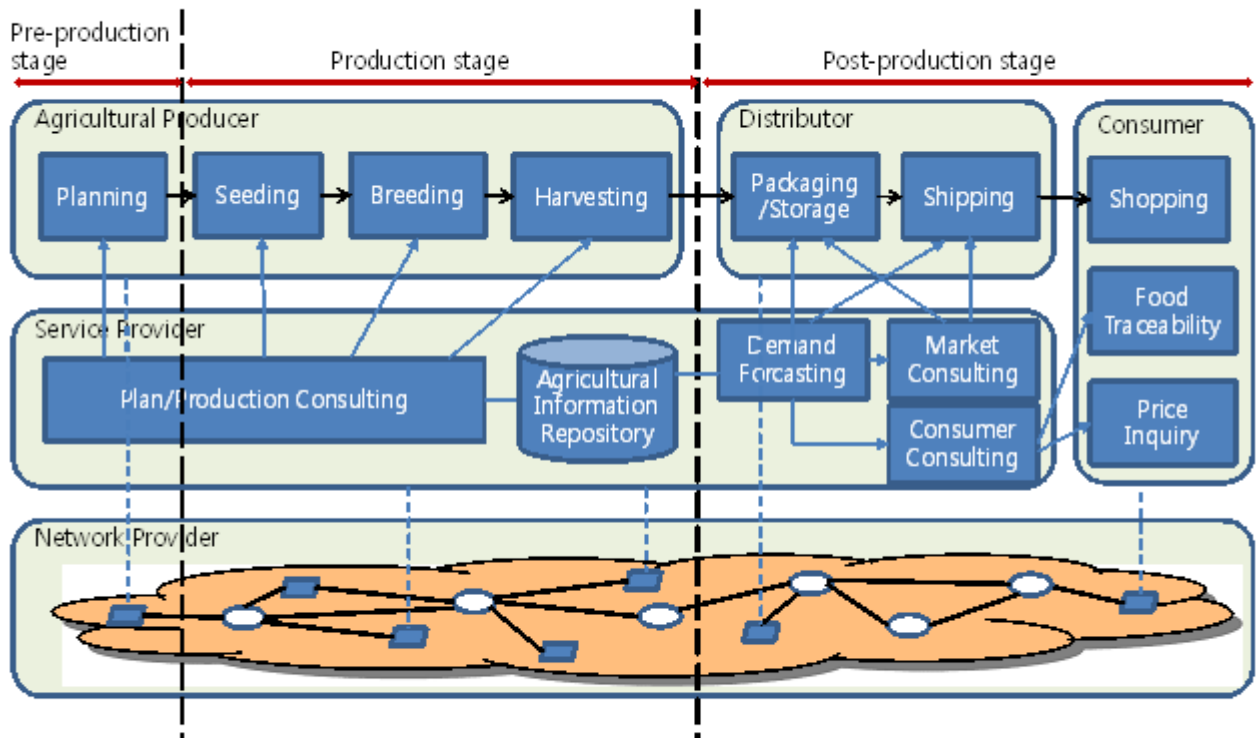 Pre-production
stage
Production stage
Post-production stage
Agricultural Producer
Distributor
Consumer
Planning
Seeding
Breeding
Harvesting
Packaging
/Storage
Shipping
Shopping
Food
Traceability
Service Provider
Plan/Production Consulting
Agricultural
Information
Repository
Demand
Forcasting
Market
Consulting
Consumer
Consulting
Price
Inquiry
Network Provider